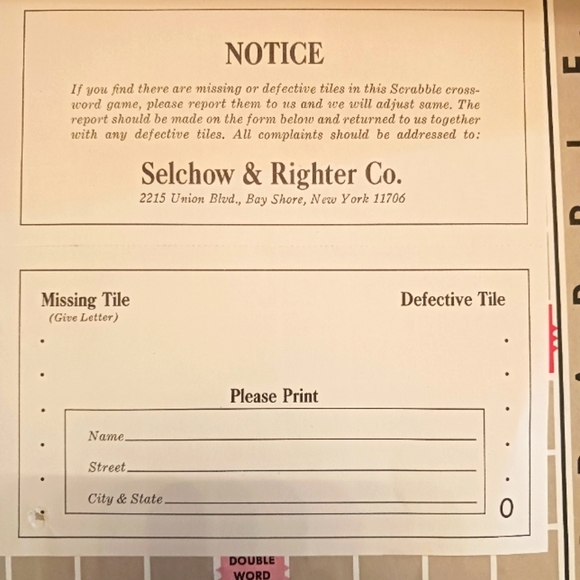 NOTICE
If you find there are missing or defective tiles in this Scrabble cross-
word game, please report them to us and we will adjust same. The
report should be made on the form below and returned to us together
with any defective tiles. All complaints should be addressed to:
Selchow & Righter Co.
2215 Union Blvd., Bay Shore, New York 11706
Missing Tile
Defective Tile
(Give Letter)
Please Print
Name
Street
City & State
O
DOUBLE
WORD